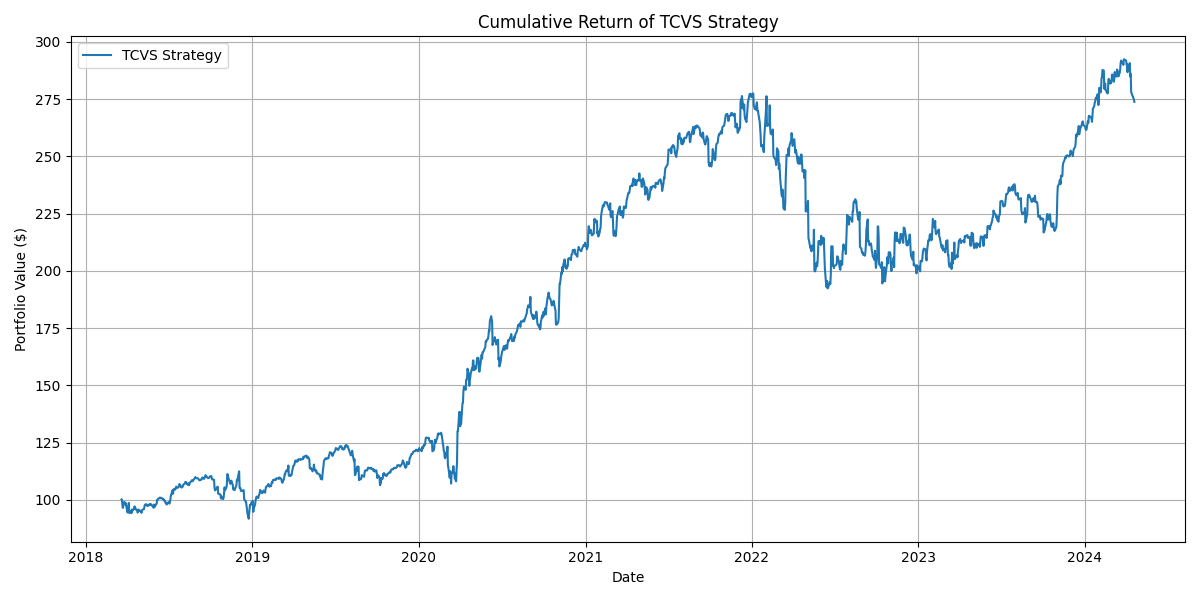 Cumulative Return of TCVS Strategy
TCVS Strategy
Portfolio Value ($)
300
275
250
225
200
175
150
125
100
2018 2019 2020 2021 2022 2023 2024
Date